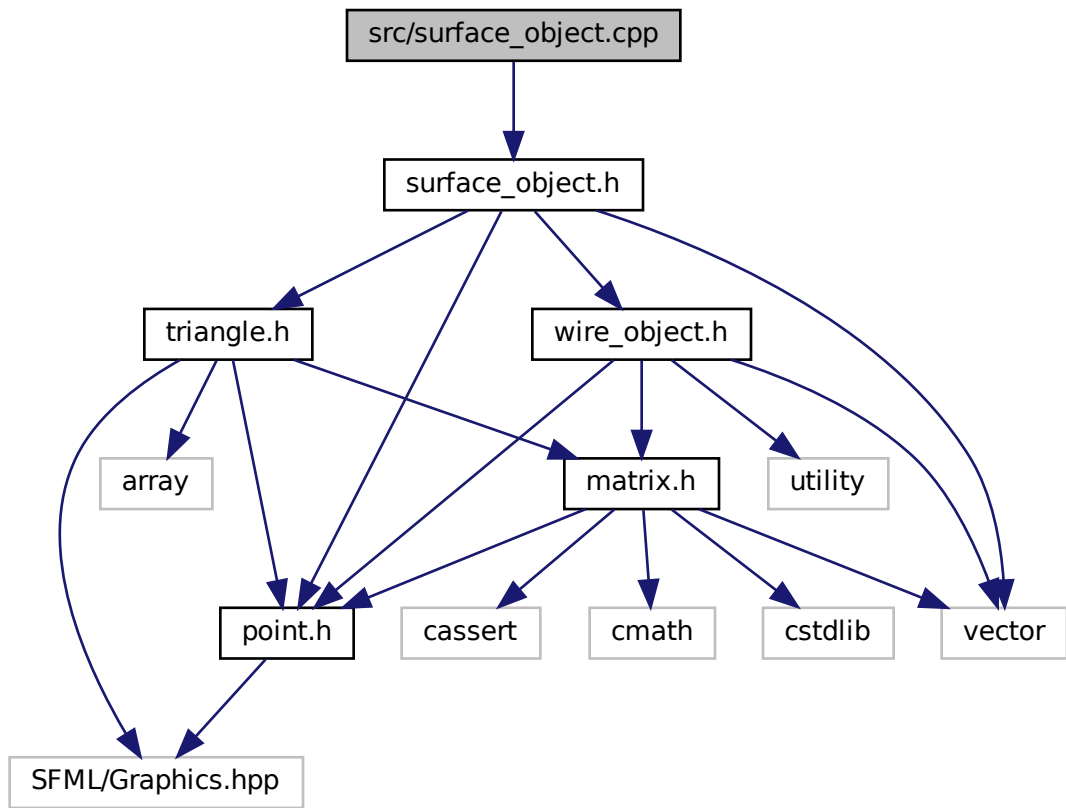 src/surface_object.cpp
surface_object.h
triangle.h
wire_object.h
array
matrix.h
utility
point.h
cassert
cmath
cstdlib
vector
SFML/Graphics.hpp